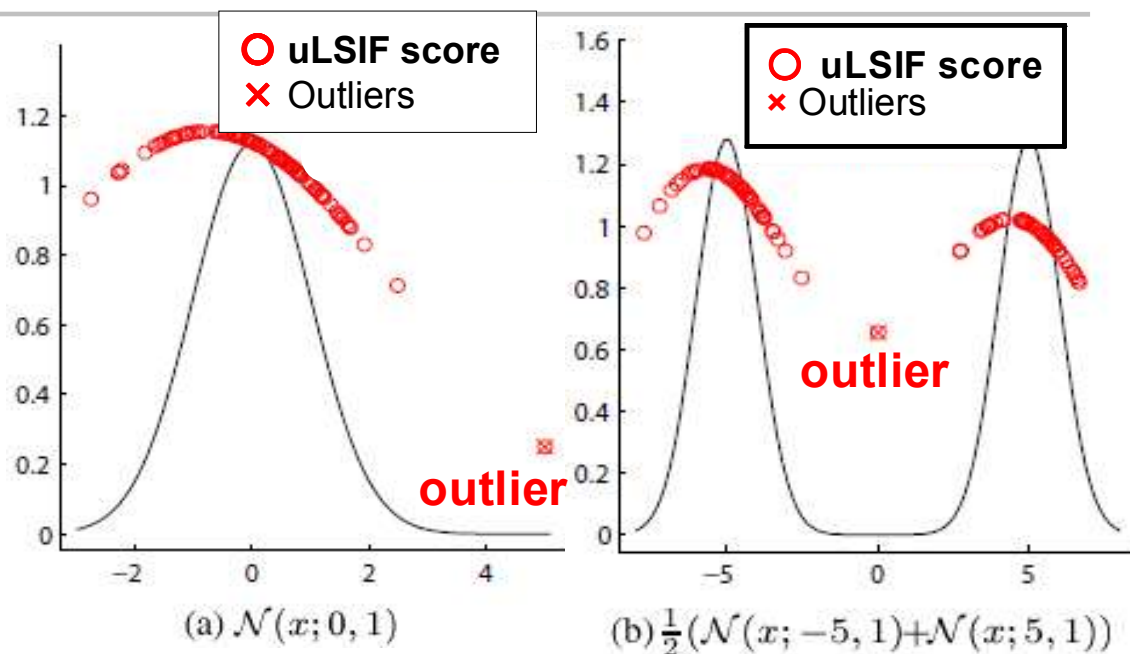 uLSIF score
Outliers
1.2
1
0.8
0.6
0.4
0.2
0
−2
0
2
4
outlier
(a) 𝒩(x; 0, 1)
uLSIF score
Outliers
1.6
1.4
1.2
1
0.8
0.6
0.4
0.2
0
−5
0
5
outlier
(b) ½(𝒩(x; −5, 1)+𝒩(x; 5, 1))